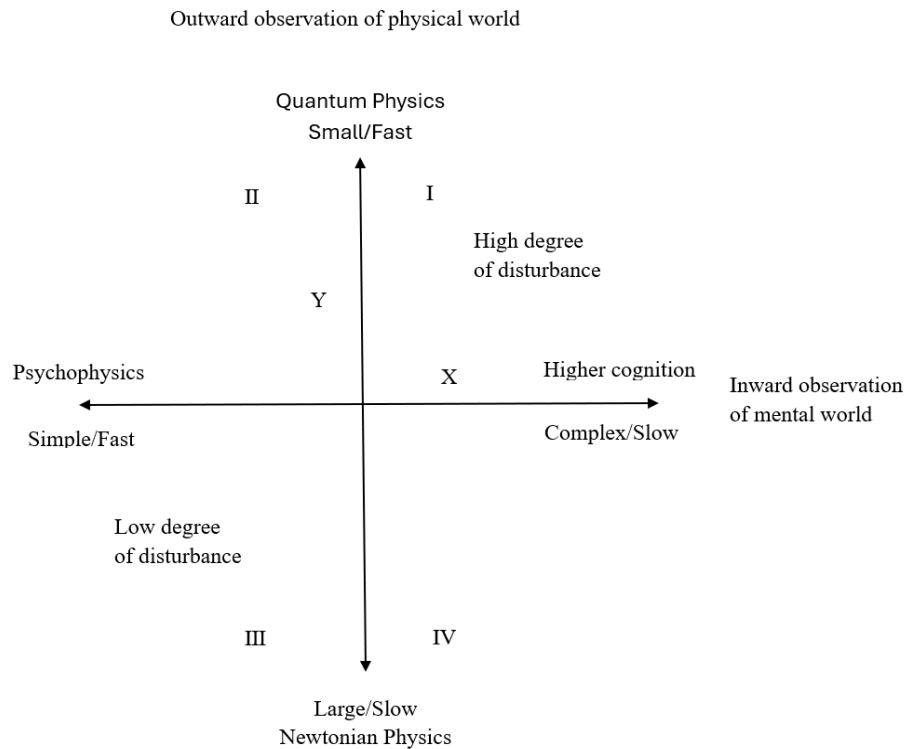 Outward observation of physical world
Quantum Physics
Small/Fast
II
I
High degree
of disturbance
Y
Psychophysics
X
Higher cognition
Inward observation
of mental world
Simple/Fast
Complex/Slow
Low degree
of disturbance
III
IV
Large/Slow
Newtonian Physics